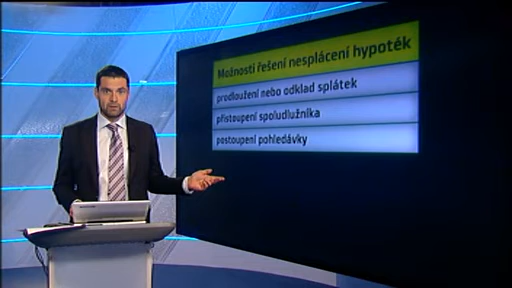 Možnosti řešení nesplácení hypoték
prodloužení nebo odklad splátek
přistoupení spoludlužníka
postoupení pohledávky